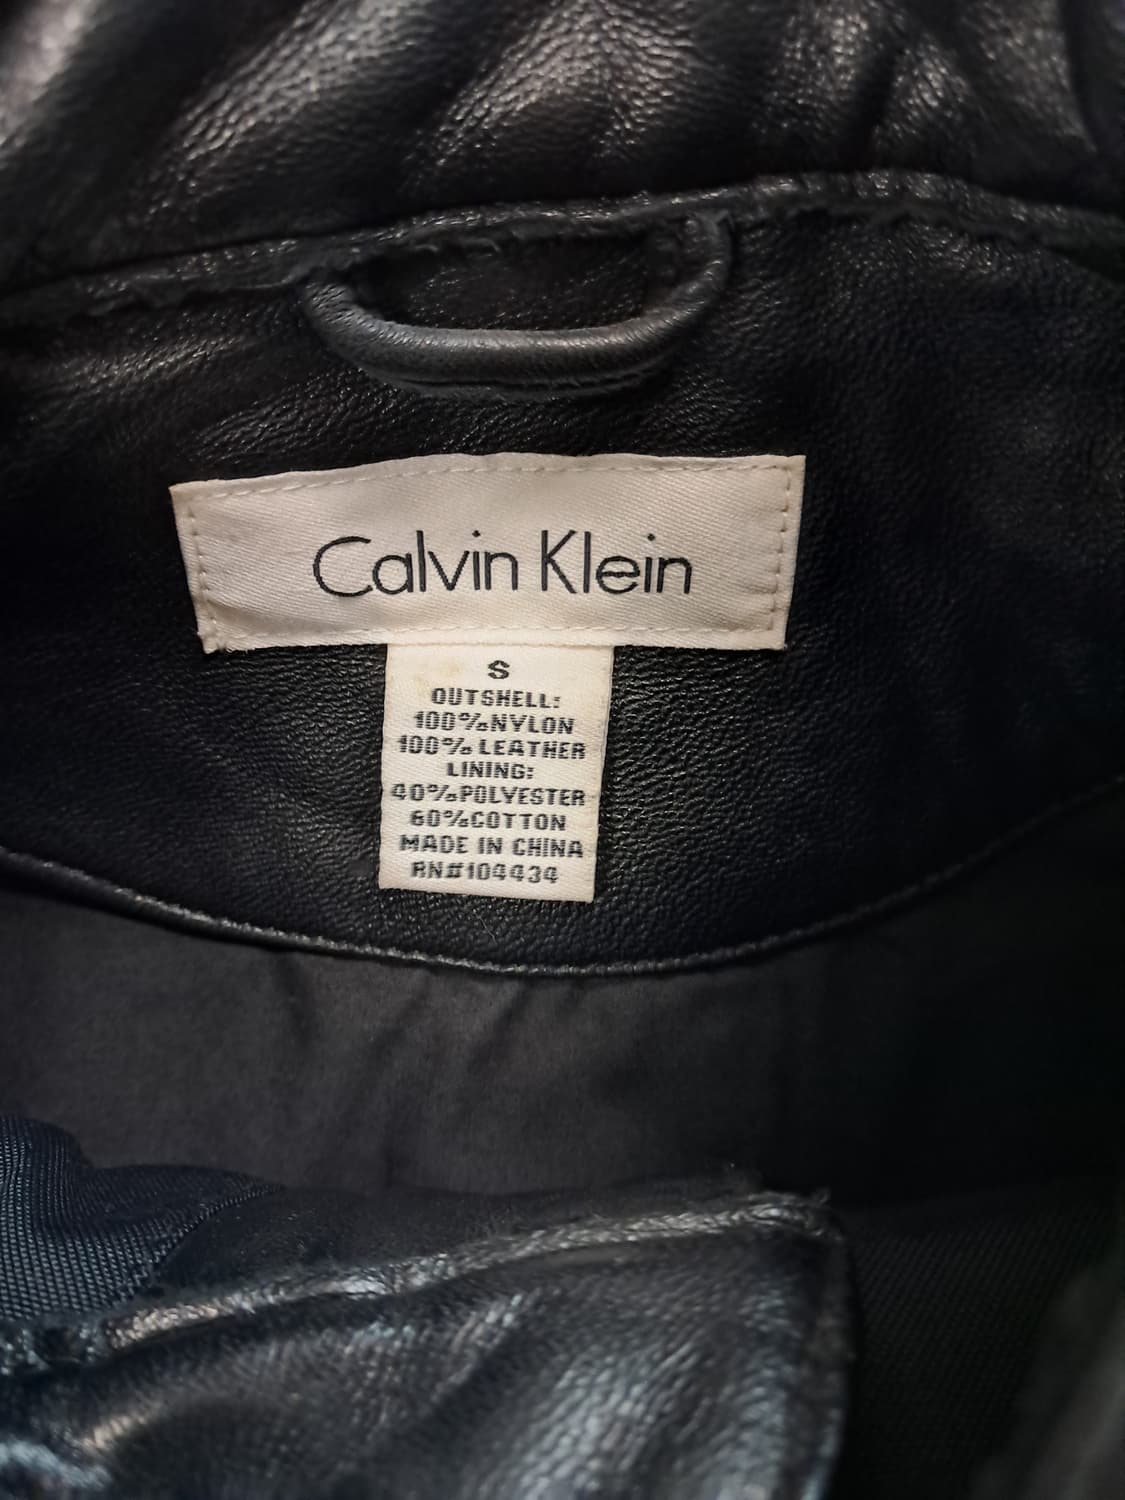 Calvin Klein
S
OUTSHELL:
100%NYLON
100% LEATHER
LINING:
40%POLYESTER
60%COTTON
MADE IN CHINA
RN#104434